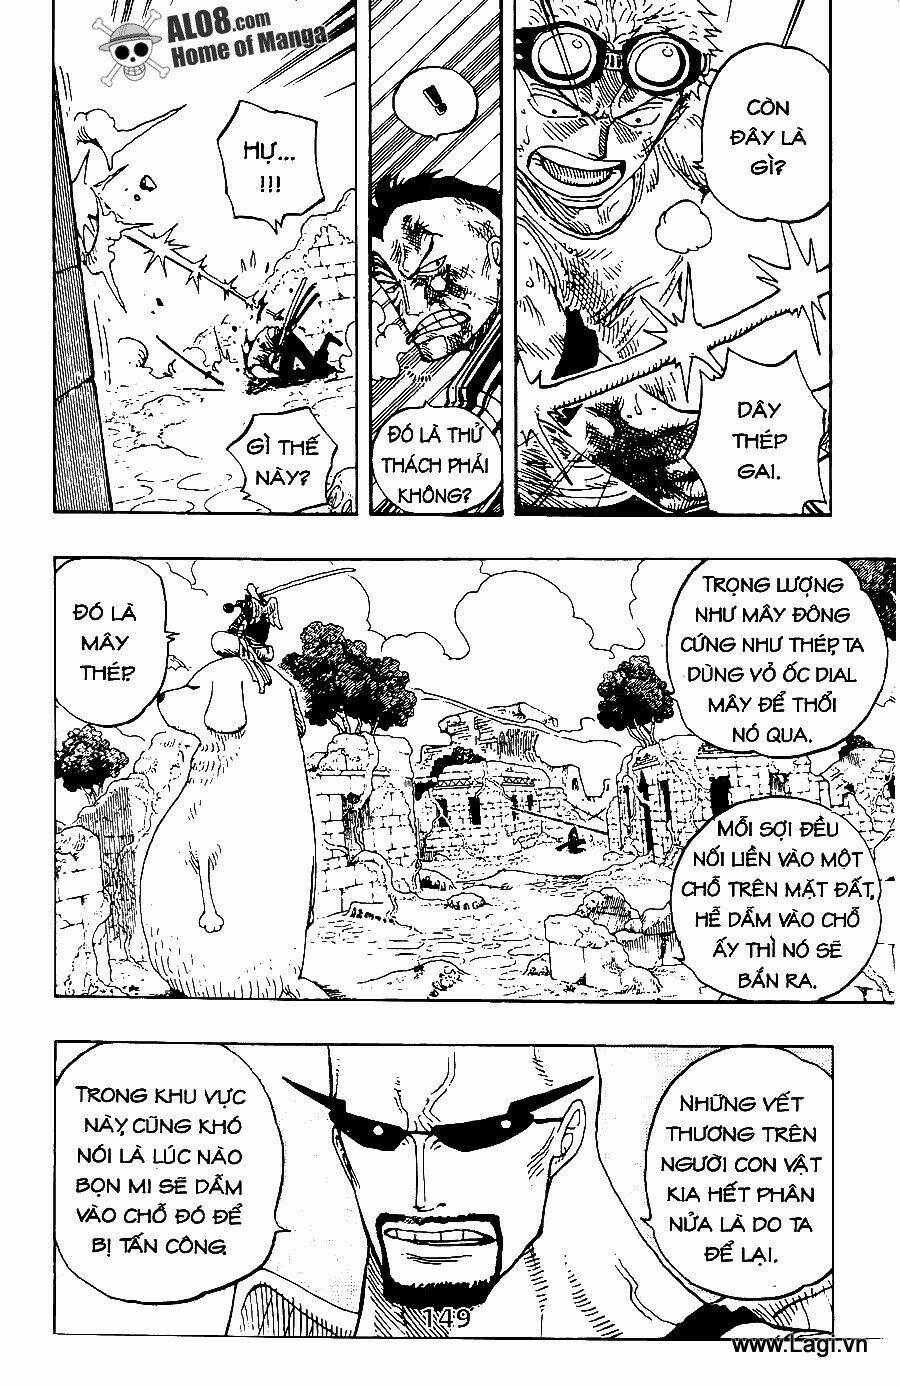 AL08.com
Home of Manga
HỰ...
!!!
!
CÒN
ĐÂY LÀ
GÌ?
GÌ THẾ
NÀY?
ĐÓ LÀ THỬ
THÁCH PHẢI
KHÔNG?
DÂY
THÉP
GAI.
ĐÓ LÀ
MÂY
THÉP.
TRỌNG LƯỢNG
NHƯ MÂY ĐÔNG
CỨNG NHƯ THÉP, TA
DÙNG VỎ ỐC DIAL
MÂY ĐỂ THỔI
NÓ QUA.
MỖI SỢI ĐỀU
NỐI LIỀN VÀO MỘT
CHỖ TRÊN MẶT ĐẤT,
HỄ DẪM VÀO CHỖ
ẤY THÌ NÓ SẼ
BẮN RA.
TRONG KHU VỰC
NÀY, CŨNG KHÓ
NÓI LÀ LÚC NÀO
BỌN MI SẼ DẪM
VÀO CHỖ ĐÓ ĐỂ
BỊ TẤN CÔNG.
NHỮNG VẾT
THƯƠNG TRÊN
NGƯỜI CON VẬT
KIA HẾT PHÂN
NỬA LÀ DO TA
ĐỂ LẠI.
149
www.Lagi.vn